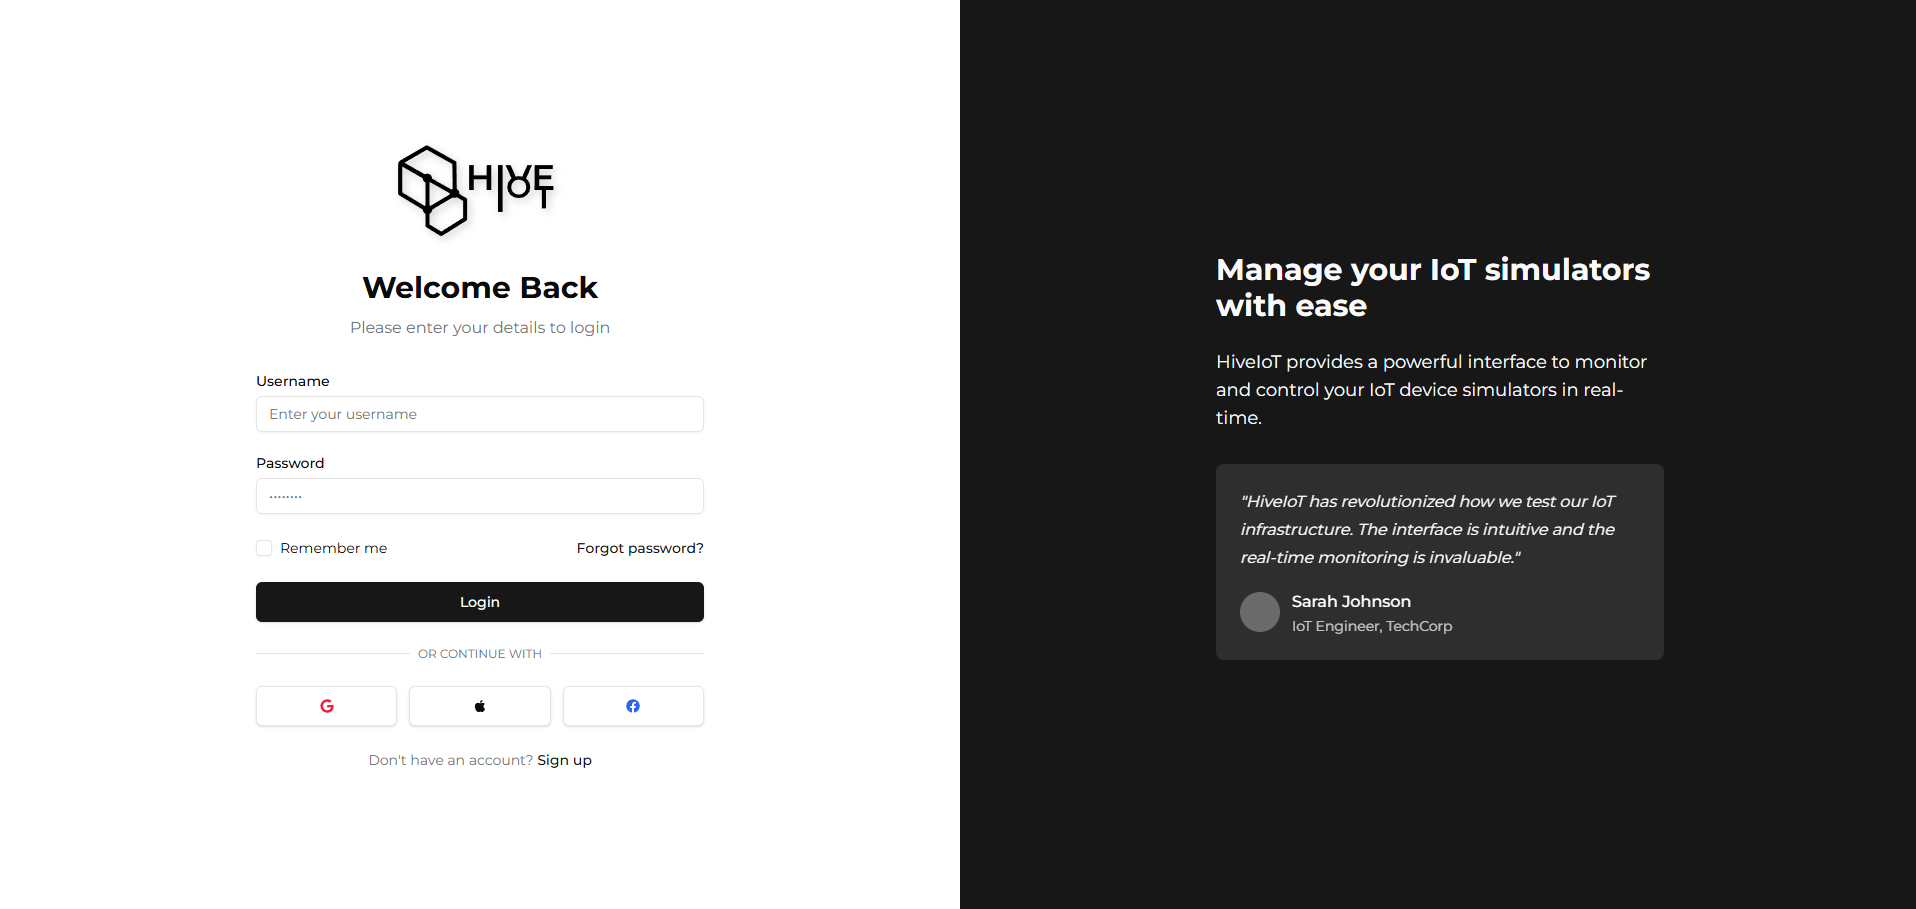 HIVE
IOT
Welcome Back
Please enter your details to login
Username
Enter your username
Password
••••••••
Remember me
Forgot password?
Login
OR CONTINUE WITH
Don't have an account? Sign up
Manage your IoT simulators
with ease
HiveIoT provides a powerful interface to monitor
and control your IoT device simulators in real-
time.
"HiveIoT has revolutionized how we test our IoT
infrastructure. The interface is intuitive and the
real-time monitoring is invaluable."
Sarah Johnson
IoT Engineer, TechCorp